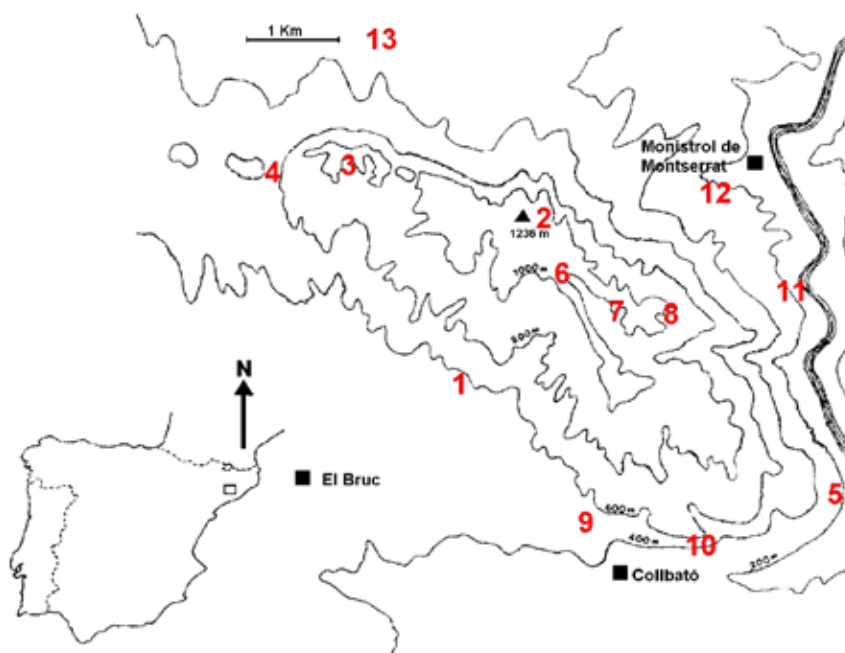 1 Km
13
Monistrol de
Montserrat
3
4
12
2
1236 m
6
1000 m
11
7
8
800 m
1
N
El Bruc
5
9
600 m
400 m
10
200 m
Collbató